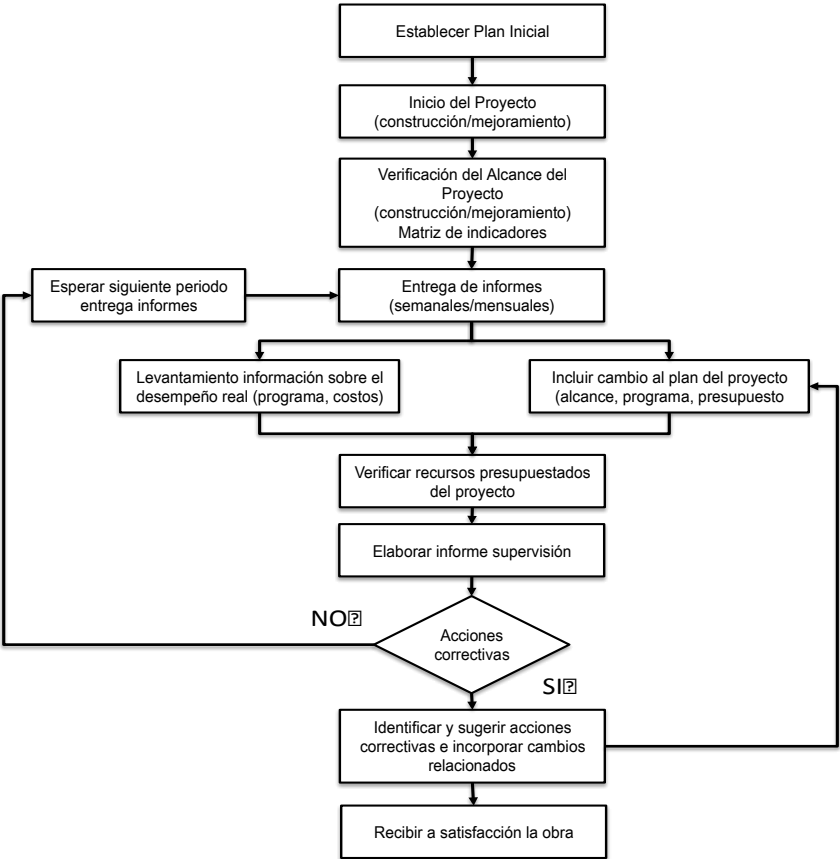 Establecer Plan Inicial
Inicio del Proyecto
(construcción/mejoramiento)
Verificación del Alcance del
Proyecto
(construcción/mejoramiento)
Matriz de indicadores
Esperar siguiente periodo
entrega informes
Entrega de informes
(semanales/mensuales)
Levantamiento información sobre el
desempeño real (programa, costos)
Incluir cambio al plan del proyecto
(alcance, programa, presupuesto
Verificar recursos presupuestados
del proyecto
Elaborar informe supervisión
NO⍰
Acciones
correctivas
SI⍰
Identificar y sugerir acciones
correctivas e incorporar cambios
relacionados
Recibir a satisfacción la obra